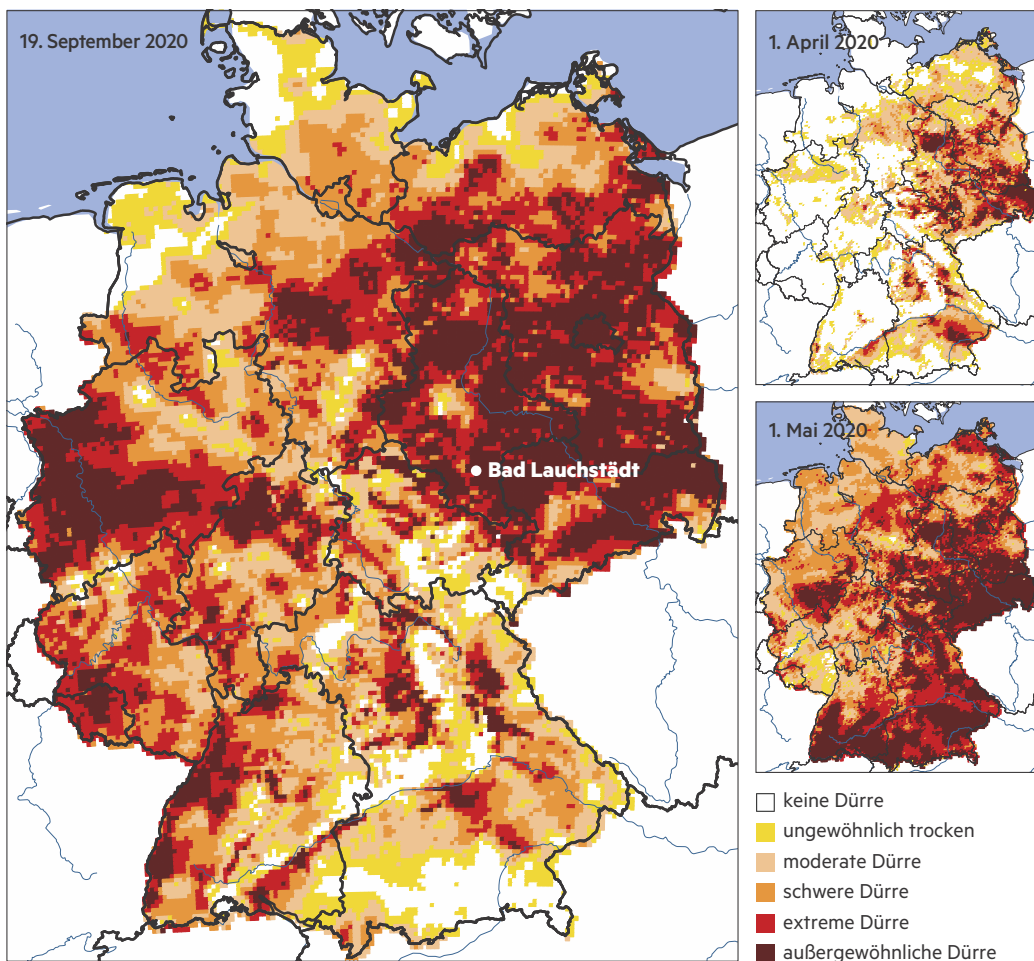 19. September 2020
1. April 2020
1. Mai 2020
Bad Lauchstädt
keine Dürre
ungewöhnlich trocken
moderate Dürre
schwere Dürre
extreme Dürre
außergewöhnliche Dürre